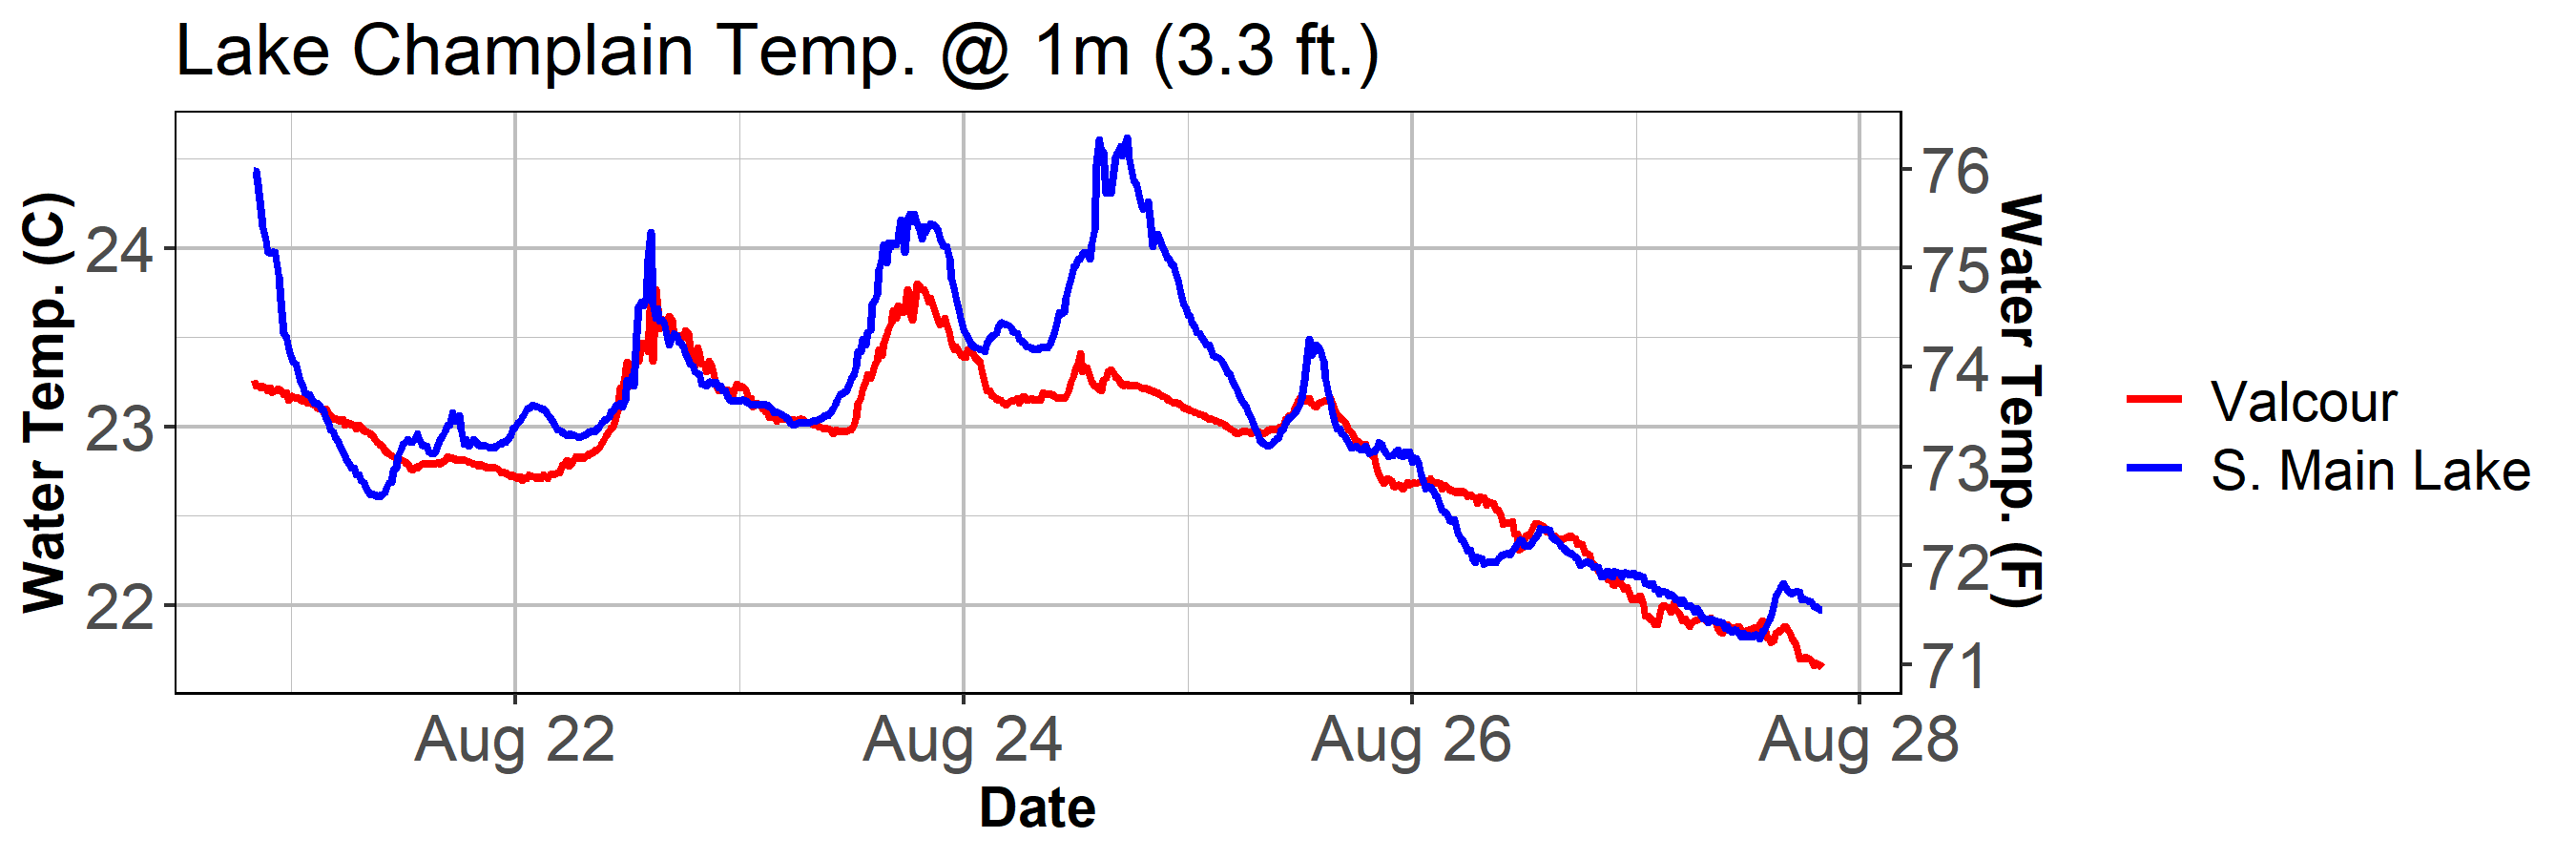 Lake Champlain Temp. @ 1m (3.3 ft.)
Water Temp. (C)
24
23
22
76
75
74
73
72
71
Water Temp. (F)
Aug 22
Aug 24
Aug 26
Aug 28
Date
Valcour
S. Main Lake